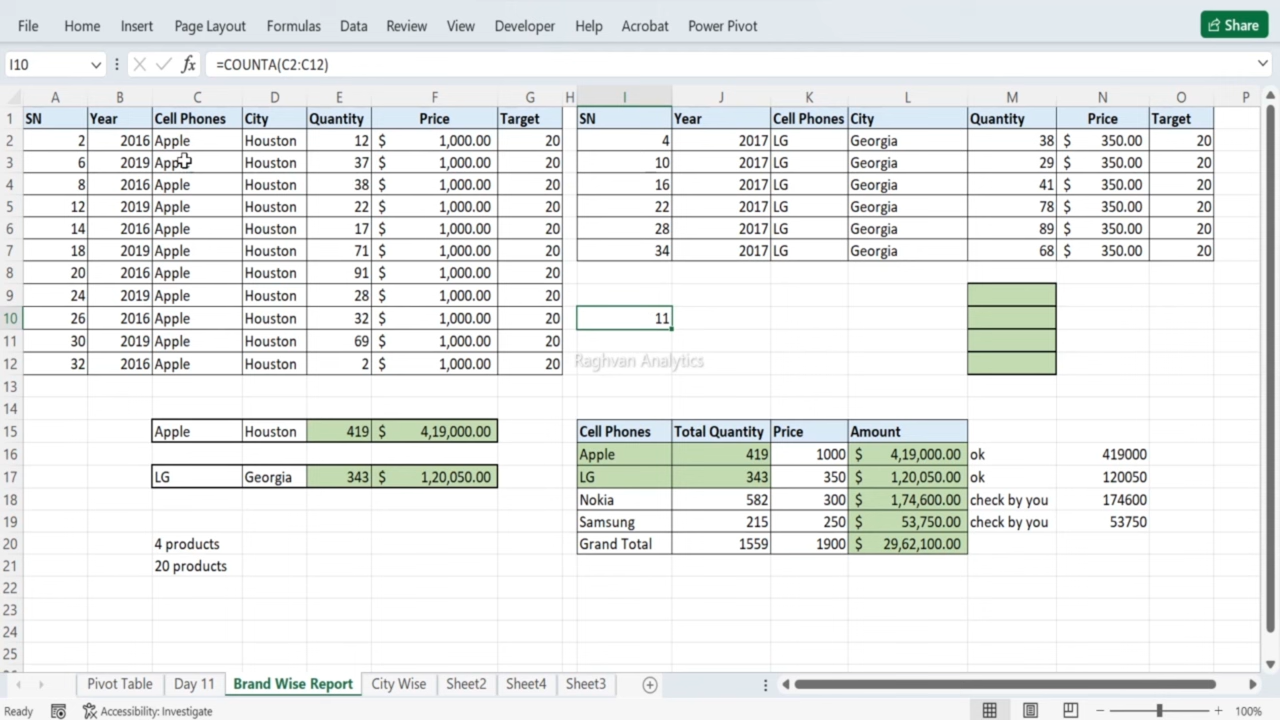 File Home Insert Page Layout Formulas Data Review View Developer Help Acrobat Power Pivot Share
I10 fx =COUNTA(C2:C12)
A B C D E F G H I J K L M N O P
1 SN Year Cell Phones City Quantity Price Target SN Year Cell Phones City Quantity Price Target
2 2 2016 Apple Houston 12 $ 1,000.00 20 4 2017 LG Georgia 38 $ 350.00 20
3 6 2019 Apple Houston 37 $ 1,000.00 20 10 2017 LG Georgia 29 $ 350.00 20
4 8 2016 Apple Houston 38 $ 1,000.00 20 16 2017 LG Georgia 41 $ 350.00 20
5 12 2019 Apple Houston 22 $ 1,000.00 20 22 2017 LG Georgia 78 $ 350.00 20
6 14 2016 Apple Houston 17 $ 1,000.00 20 28 2017 LG Georgia 89 $ 350.00 20
7 18 2019 Apple Houston 71 $ 1,000.00 20 34 2017 LG Georgia 68 $ 350.00 20
8 20 2016 Apple Houston 91 $ 1,000.00 20
9 24 2019 Apple Houston 28 $ 1,000.00 20
10 26 2016 Apple Houston 32 $ 1,000.00 20 11
11 30 2019 Apple Houston 69 $ 1,000.00 20
12 32 2016 Apple Houston 2 $ 1,000.00 20 Raghvan Analytics
13
14
15 Apple Houston 419 $ 4,19,000.00 Cell Phones Total Quantity Price Amount
16 Apple 419 1000 $ 4,19,000.00 ok 419000
17 LG Georgia 343 $ 1,20,050.00 LG 343 350 $ 1,20,050.00 ok 120050
18 Nokia 582 300 $ 1,74,600.00 check by you 174600
19 Samsung 215 250 $ 53,750.00 check by you 53750
20 4 products Grand Total 1559 1900 $ 29,62,100.00
21 20 products
22
23
24
25
Pivot Table Day 11 Brand Wise Report City Wise Sheet2 Sheet4 Sheet3
Ready Accessibility: Investigate 100%